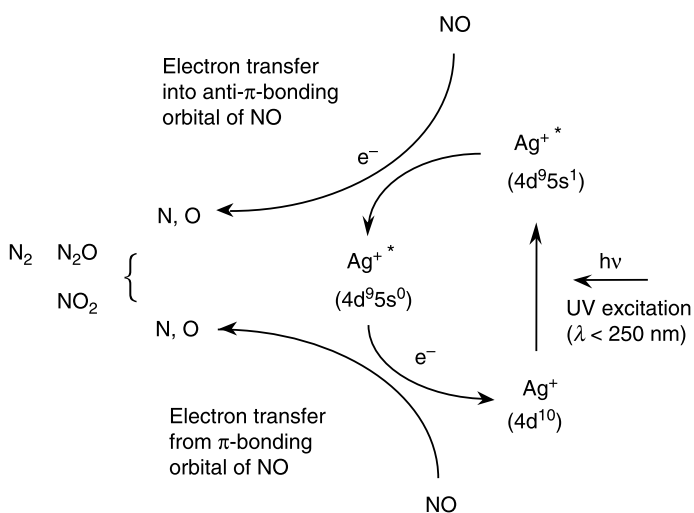 NO
Electron transfer
into anti-π-bonding
orbital of NO
Ag⁺ *
(4d⁹5s¹)
e⁻
N, O
N₂ N₂O
NO₂
{
Ag⁺ *
(4d⁹5s⁰)
hν
UV excitation
(λ < 250 nm)
N, O
e⁻
Ag⁺
(4d¹⁰)
Electron transfer
from π-bonding
orbital of NO
NO